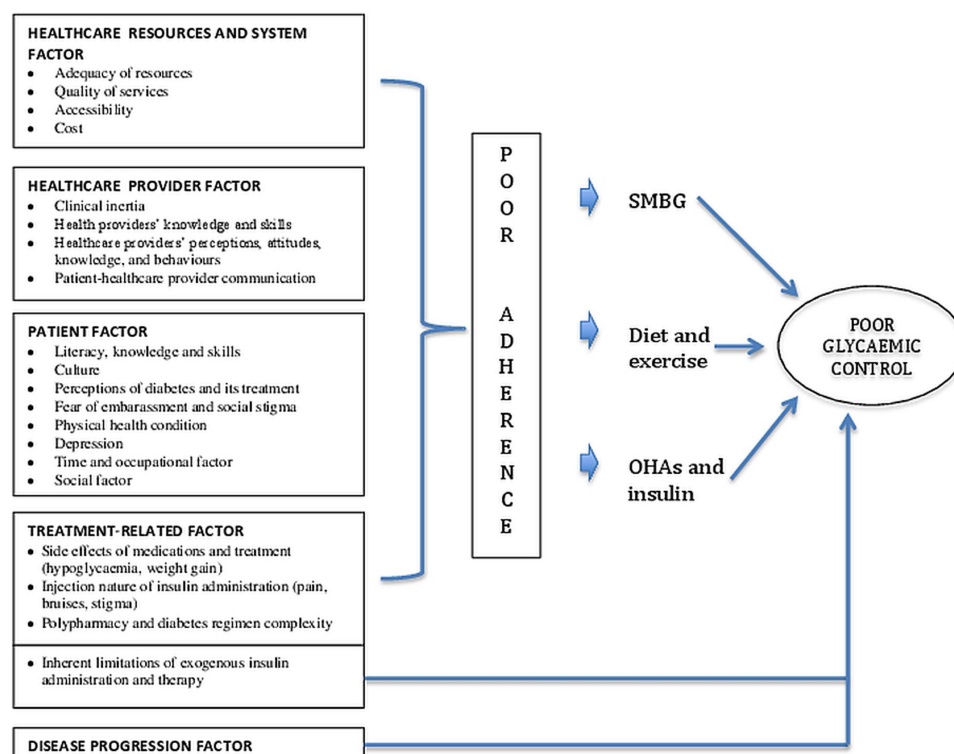 HEALTHCARE RESOURCES AND SYSTEM
FACTOR
• Adequacy of resources
• Quality of services
• Accessibility
• Cost
HEALTHCARE PROVIDER FACTOR
• Clinical inertia
• Health providers' knowledge and skills
• Healthcare providers' perceptions, attitudes,
knowledge, and behaviours
• Patient-healthcare provider communication
PATIENT FACTOR
• Literacy, knowledge and skills
• Culture
• Perceptions of diabetes and its treatment
• Fear of embarassment and social stigma
• Physical health condition
• Depression
• Time and occupational factor
• Social factor
TREATMENT-RELATED FACTOR
• Side effects of medications and treatment
(hypoglycaemia, weight gain)
• Injection nature of insulin administration (pain,
bruises, stigma)
• Polypharmacy and diabetes regimen complexity
• Inherent limitations of exogenous insulin
administration and therapy
DISEASE PROGRESSION FACTOR
POOR ADHERENCE
SMBG
Diet and
exercise
OHAs and
insulin
POOR
GLYCAEMIC
CONTROL